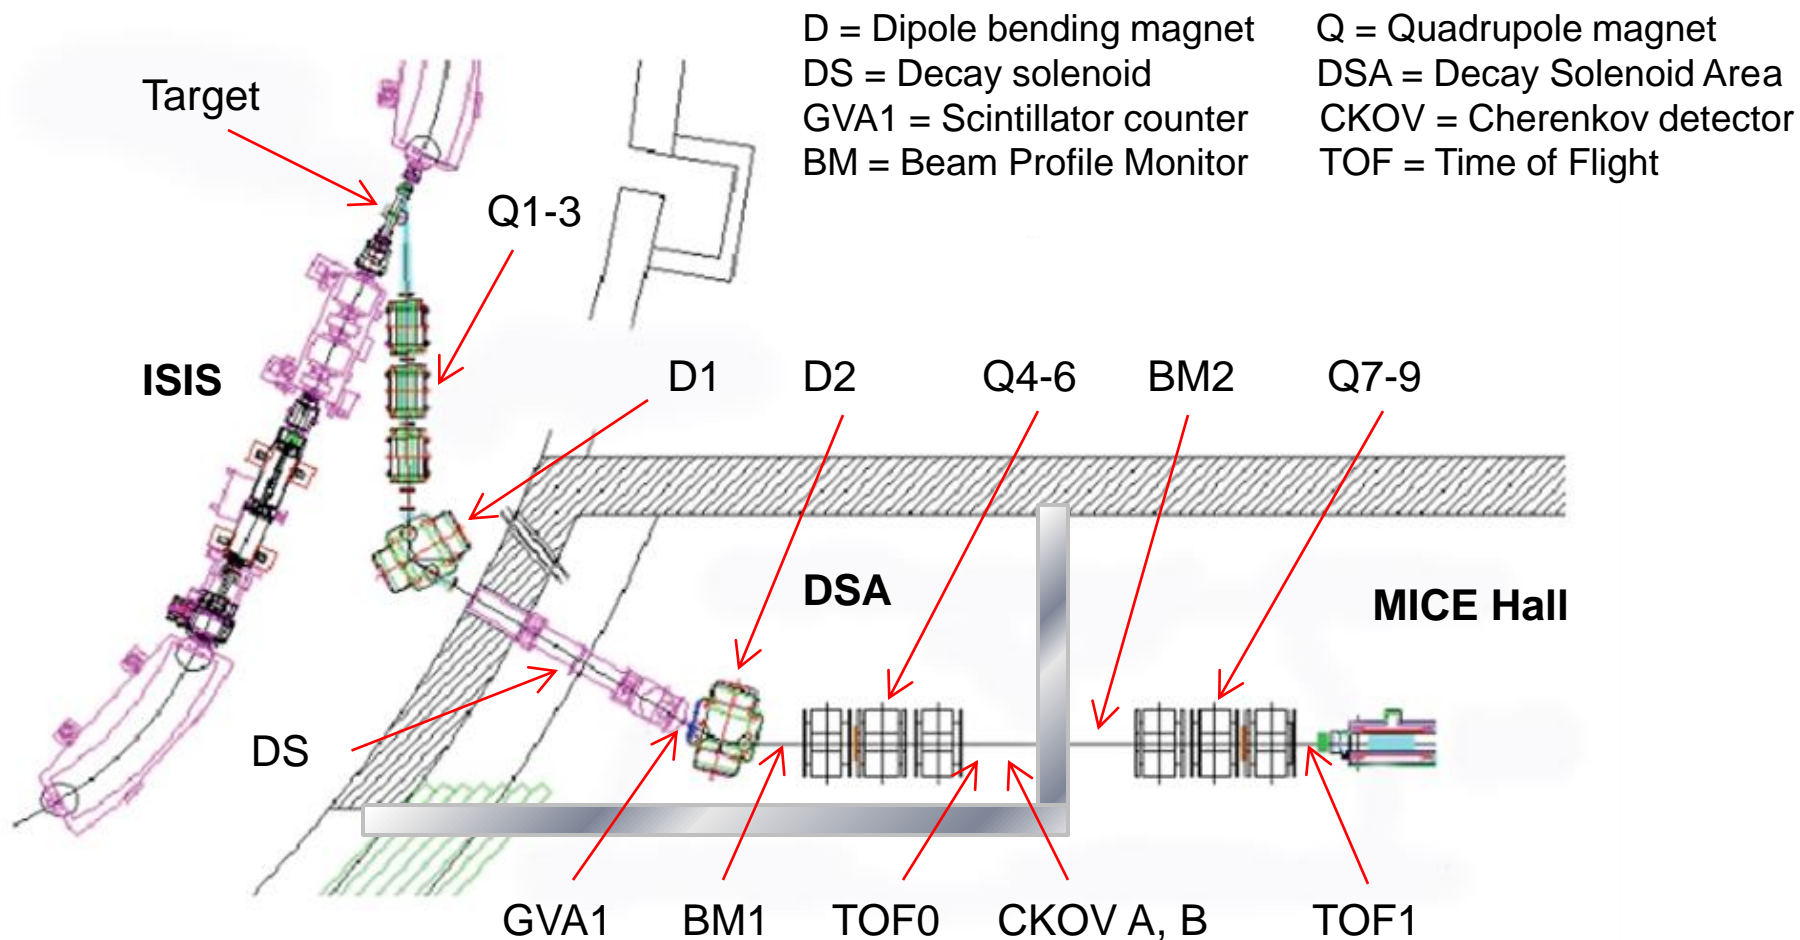 D = Dipole bending magnet
Q = Quadrupole magnet
DS = Decay solenoid
DSA = Decay Solenoid Area
GVA1 = Scintillator counter
CKOV = Cherenkov detector
BM = Beam Profile Monitor
TOF = Time of Flight
Target
Q1-3
ISIS
D1
D2
Q4-6
BM2
Q7-9
DSA
MICE Hall
DS
GVA1
BM1
TOF0
CKOV A, B
TOF1